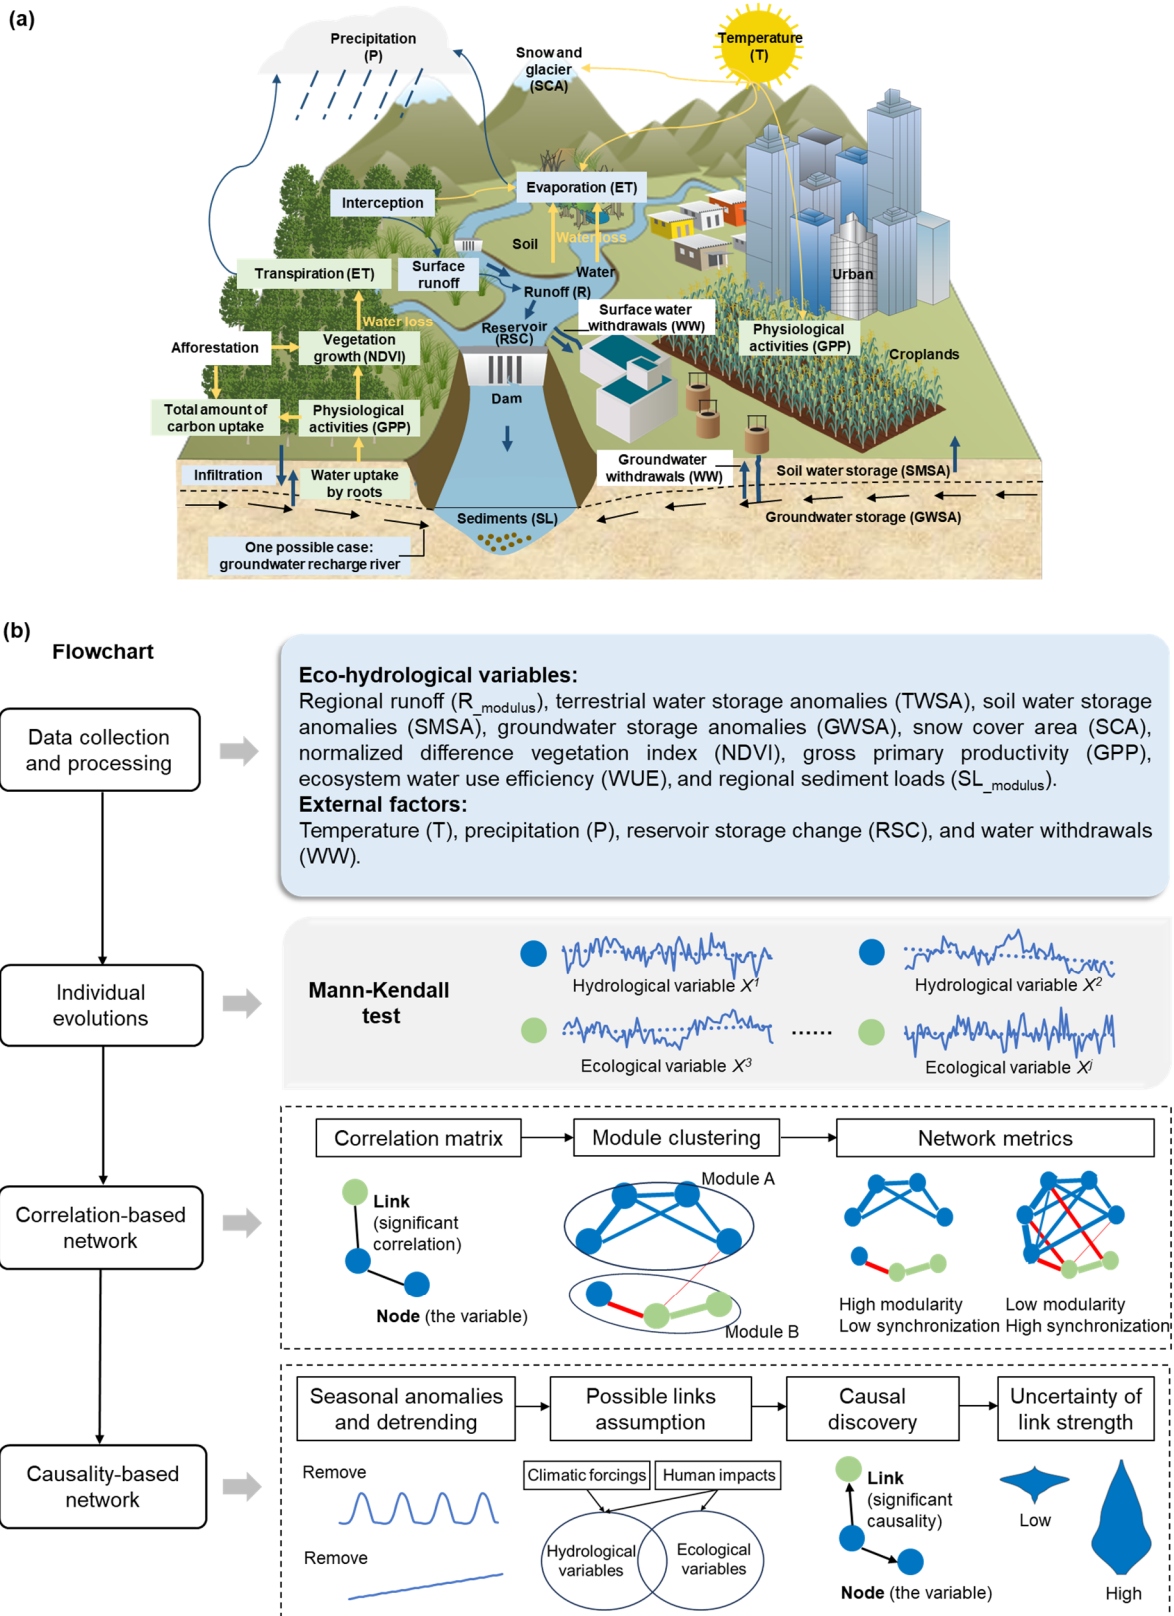 (a)
Precipitation
(P)
Snow and
glacier
(SCA)
Temperature
(T)
Interception
Evaporation (ET)
Soil
Water loss
Water
Urban
Transpiration (ET)
Surface
runoff
Runoff (R)
Water loss
Reservoir
(RSC)
Surface water
withdrawals (WW)
Physiological
activities (GPP)
Croplands
Afforestation
Vegetation
growth (NDVI)
Dam
Total amount of
carbon uptake
Physiological
activities (GPP)
Infiltration
Water uptake
by roots
Groundwater
withdrawals (WW)
Soil water storage (SMSA)
Sediments (SL)
Groundwater storage (GWSA)
One possible case:
groundwater recharge river
(b)
Flowchart
Data collection
and processing
Eco-hydrological variables:
Regional runoff (R_modulus), terrestrial water storage anomalies (TWSA), soil water storage
anomalies (SMSA), groundwater storage anomalies (GWSA), snow cover area (SCA),
normalized difference vegetation index (NDVI), gross primary productivity (GPP),
ecosystem water use efficiency (WUE), and regional sediment loads (SL_modulus).
External factors:
Temperature (T), precipitation (P), reservoir storage change (RSC), and water withdrawals
(WW).
Individual
evolutions
Mann-Kendall
test
Hydrological variable X1
Hydrological variable X2
Ecological variable X3
......
Ecological variable Xj
Correlation-based
network
Correlation matrix
Module clustering
Network metrics
Link
(significant
correlation)
Node (the variable)
Module A
Module B
High modularity
Low synchronization
Low modularity
High synchronization
Causality-based
network
Seasonal anomalies
and detrending
Possible links
assumption
Causal
discovery
Uncertainty of
link strength
Remove
Remove
Climatic forcings
Human impacts
Hydrological
variables
Ecological
variables
Link
(significant
causality)
Node (the variable)
Low
High